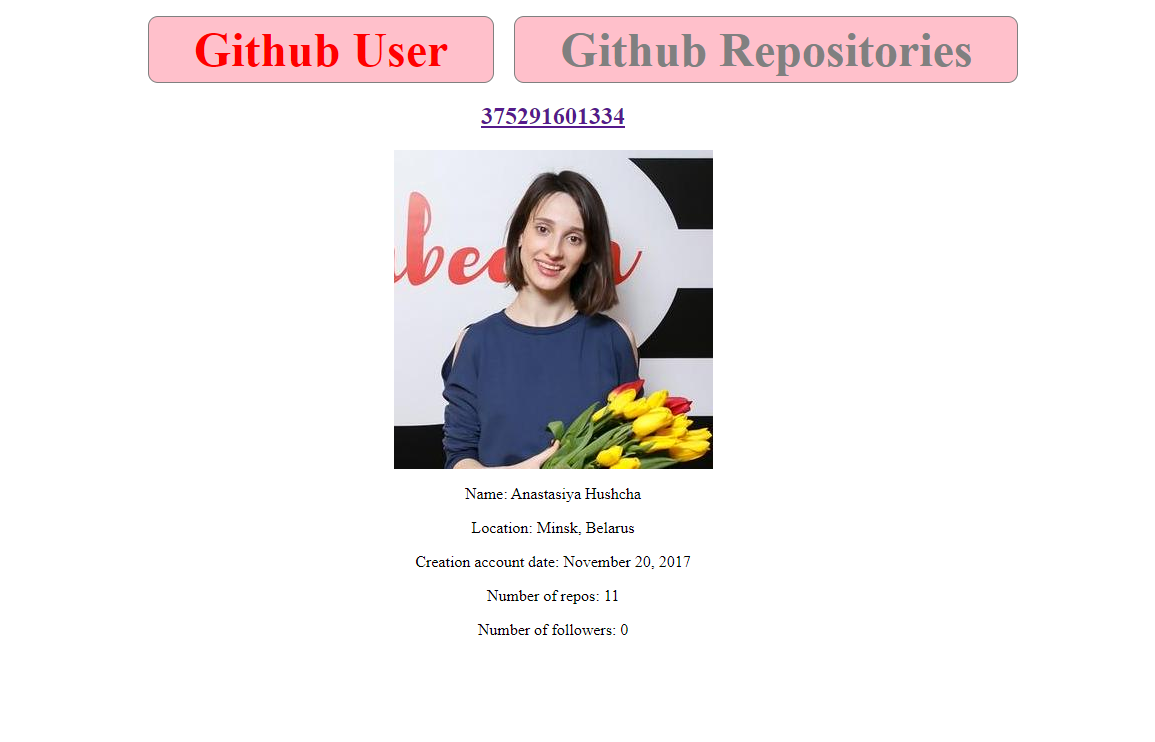 Github User
Github Repositories
375291601334
Name: Anastasiya Hushcha
Location: Minsk, Belarus
Creation account date: November 20, 2017
Number of repos: 11
Number of followers: 0